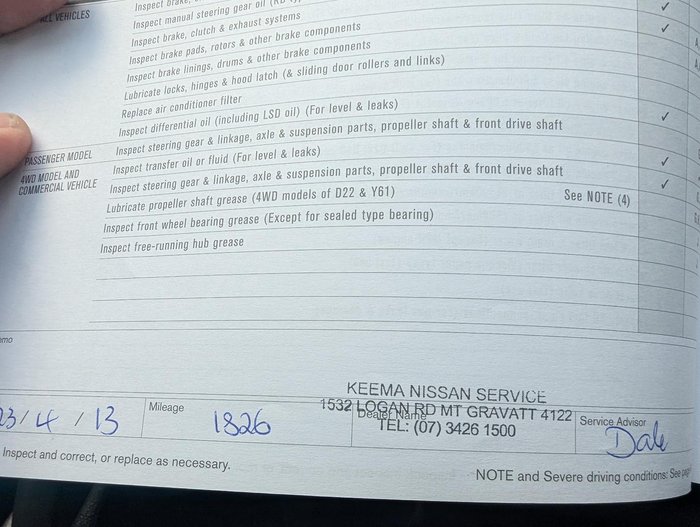 Inspect manual steering gear oil
ALL VEHICLES
Inspect brake, clutch & exhaust systems
Inspect brake pads, rotors & other brake components
Inspect brake linings, drums & other brake components
Lubricate locks, hinges & hood latch (& sliding door rollers and links)
Replace air conditioner filter
Inspect differential oil (including LSD oil) (For level & leaks)
PASSENGER MODEL Inspect steering gear & linkage, axle & suspension parts, propeller shaft & front drive shaft
4WD MODEL AND Inspect transfer oil or fluid (For level & leaks)
COMMERCIAL VEHICLE Inspect steering gear & linkage, axle & suspension parts, propeller shaft & front drive shaft
Lubricate propeller shaft grease (4WD models of D22 & Y61) See NOTE (4)
Inspect front wheel bearing grease (Except for sealed type bearing)
Inspect free-running hub grease
KEEMA NISSAN SERVICE
1532 LOGAN RD MT GRAVATT 4122
TEL: (07) 3426 1500
23/4/13 Mileage 1826 Dealer Name Service Advisor Dale
Inspect and correct, or replace as necessary.
NOTE and Severe driving conditions: See